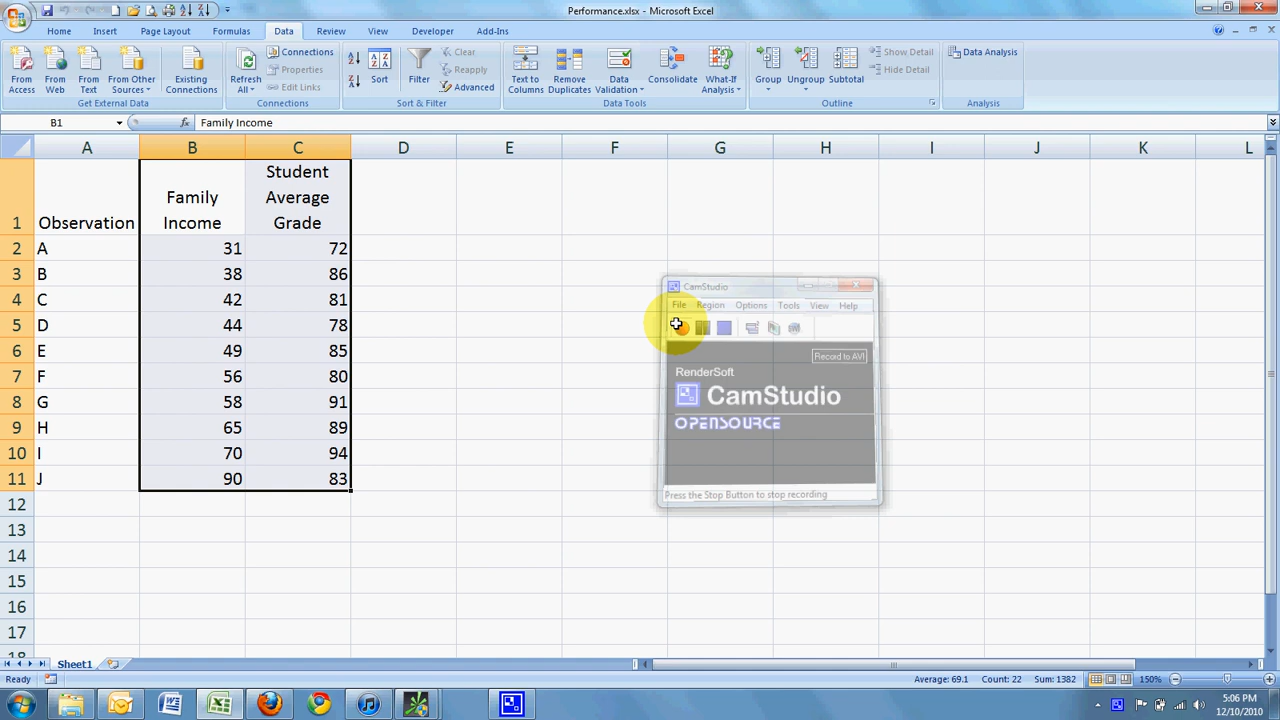 Performance.xlsx - Microsoft Excel
Home Insert Page Layout Formulas Data Review View Developer Add-Ins
From Access
From Web
From Text
From Other Sources
Existing Connections
Get External Data
Refresh All
Connections
Properties
Edit Links
Connections
Sort
Filter
Clear
Reapply
Advanced
Sort & Filter
Text to Columns
Remove Duplicates
Data Validation
Consolidate
What-If Analysis
Data Tools
Group
Ungroup
Subtotal
Show Detail
Hide Detail
Outline
Data Analysis
Analysis
B1 fx Family Income
A B C D E F G H I J K L
Student
Family Average
1 Observation Income Grade
2 A 31 72
3 B 38 86
4 C 42 81
5 D 44 78
6 E 49 85
7 F 56 80
8 G 58 91
9 H 65 89
10 I 70 94
11 J 90 83
12
13
14
15
16
17
18
CamStudio
File Region Options Tools View Help
Record to AVI
RenderSoft
CamStudio
OPENSOURCE
Press the Stop Button to stop recording
Sheet1
Ready Average: 69.1 Count: 22 Sum: 1382 150%
5:06 PM
12/10/2010